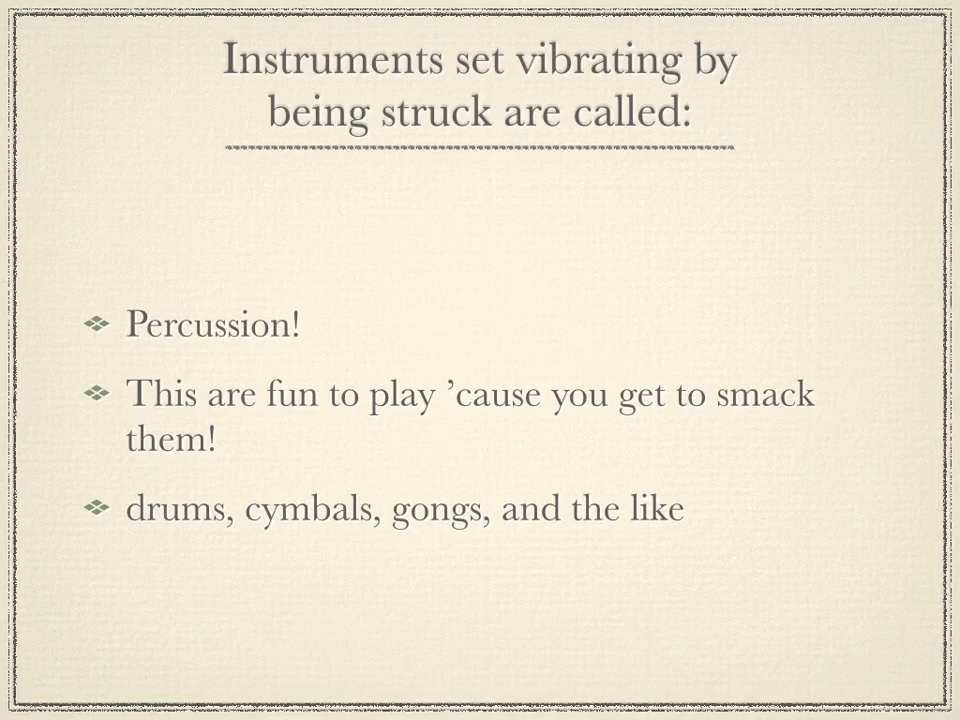 Instruments set vibrating by
being struck are called:
Percussion!
This are fun to play ’cause you get to smack
them!
drums, cymbals, gongs, and the like